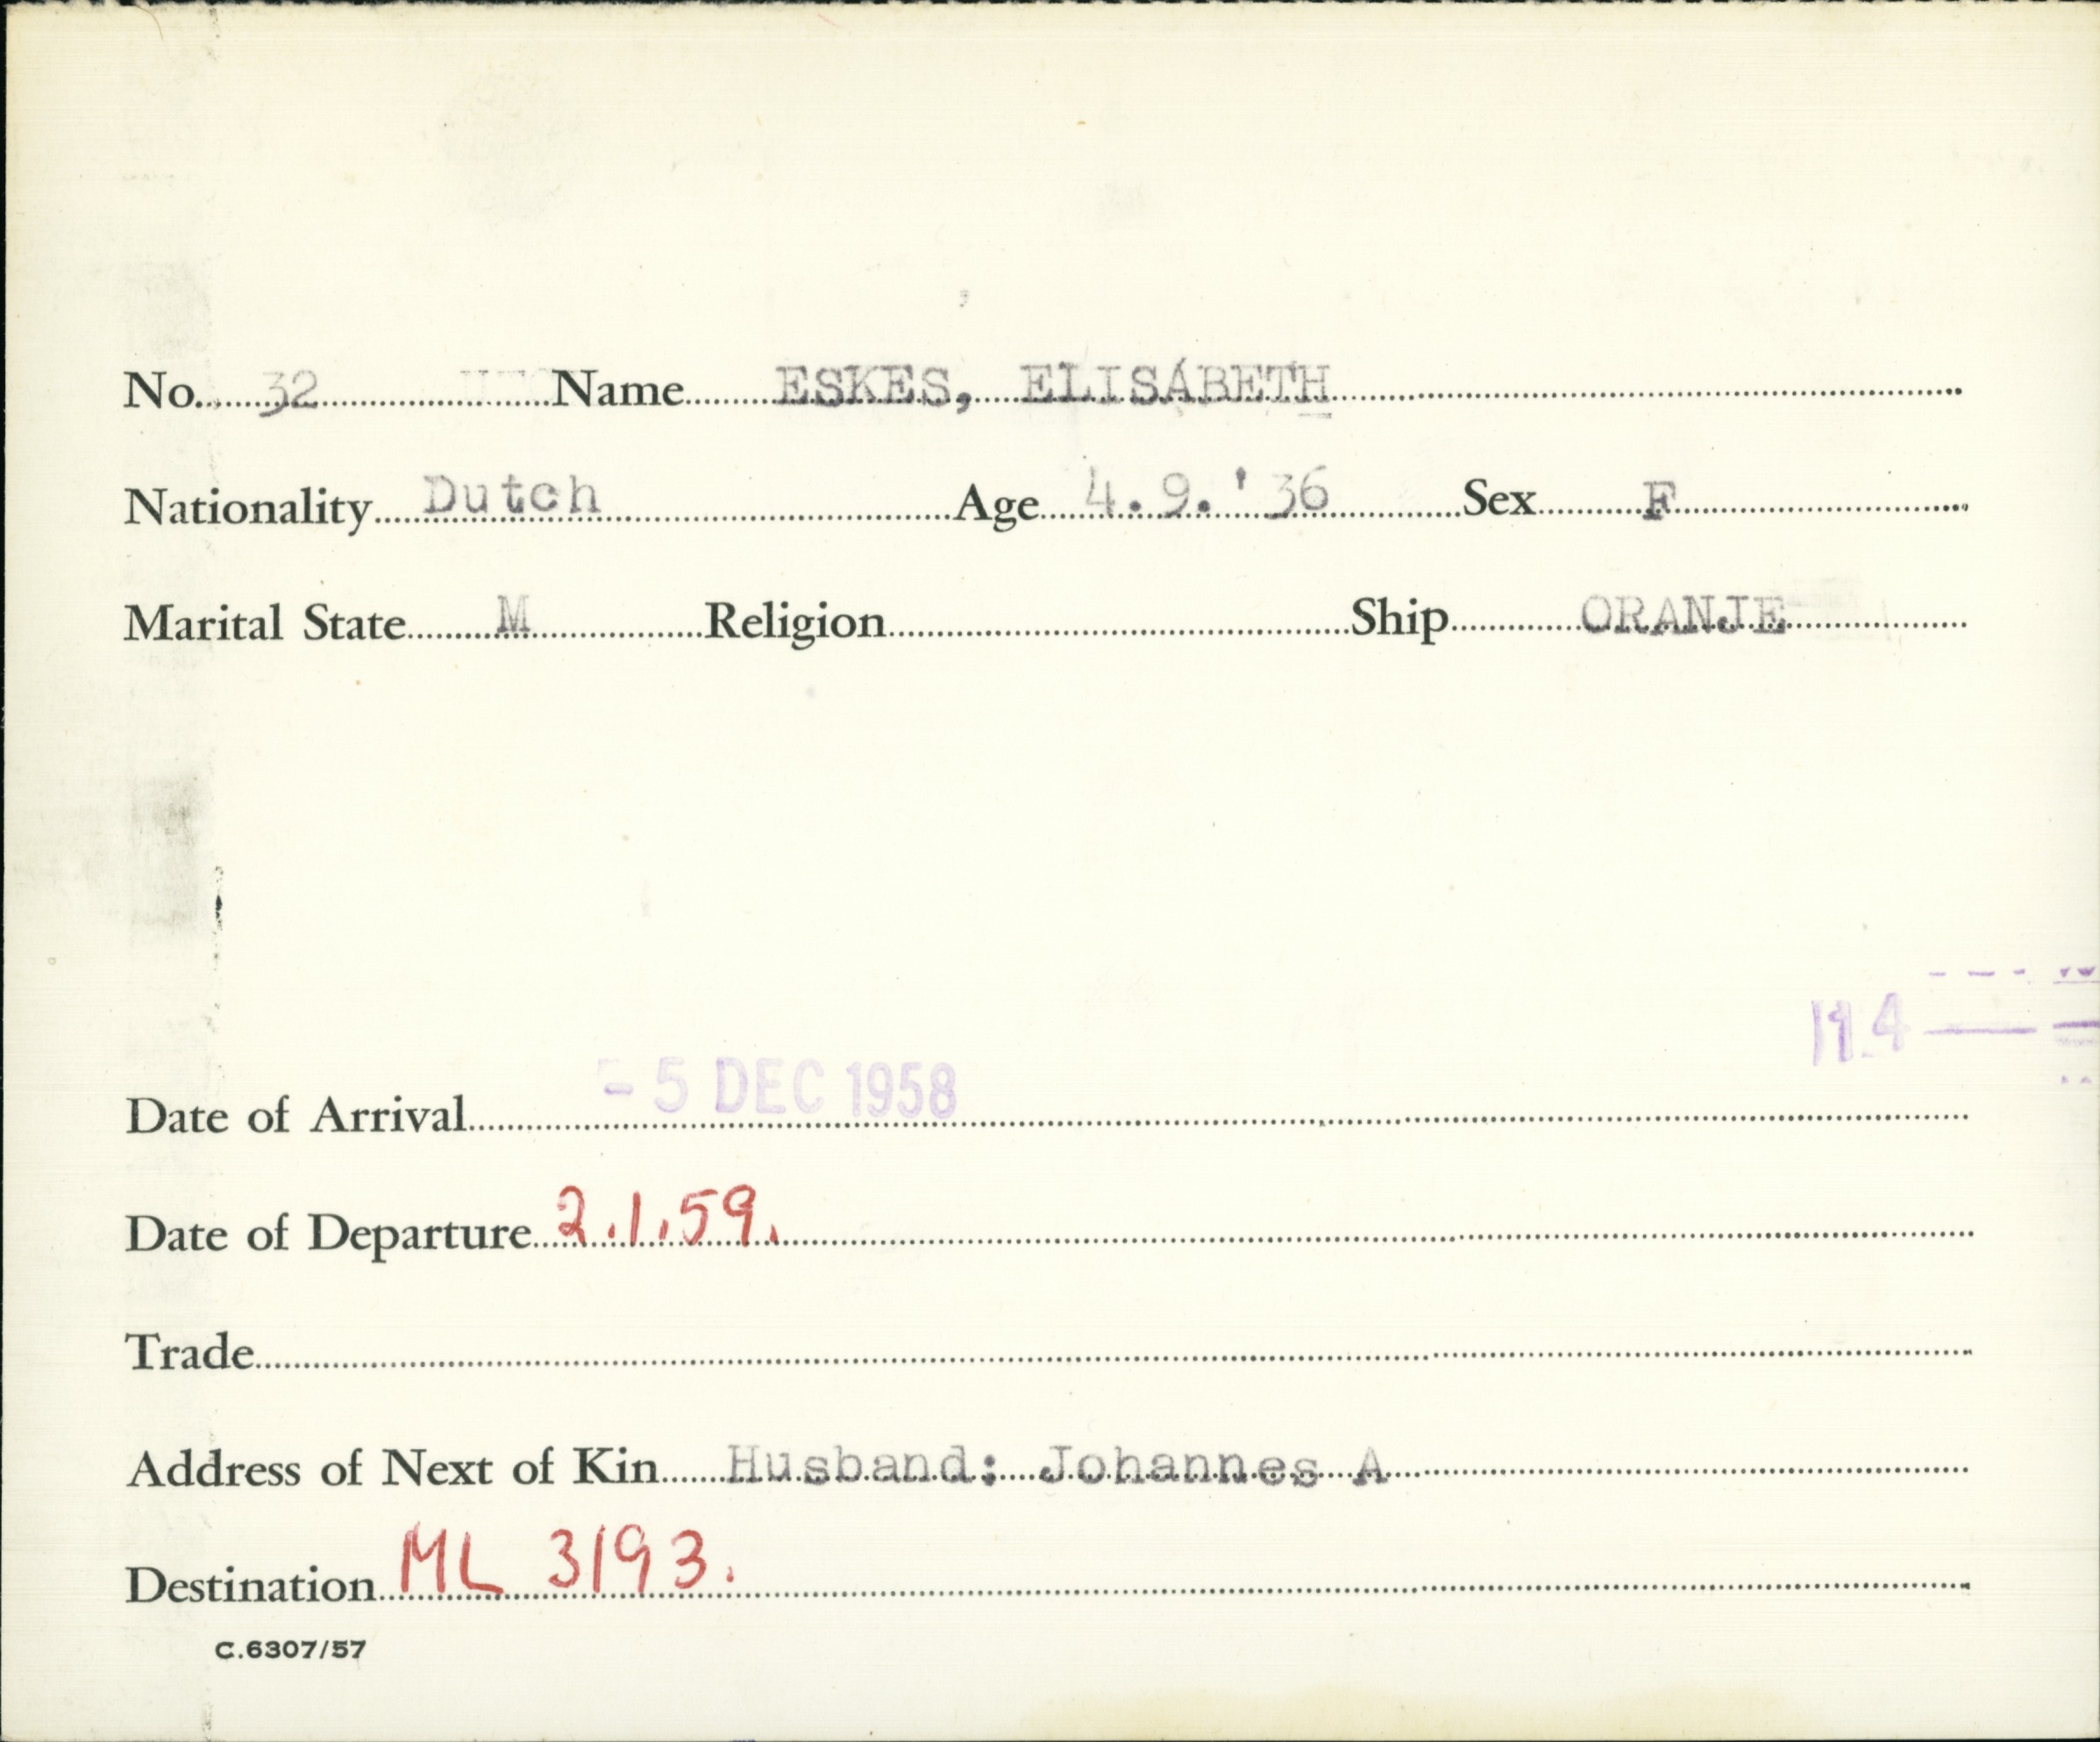 No. 32 Name ESKES, ELISABETH
Nationality Dutch Age 4.9.'36 Sex F
Marital State M Religion Ship ORANJE
- 5 DEC 1958
Date of Arrival
Date of Departure 2.1.59.
Trade
Address of Next of Kin Husband: Johannes A
Destination ML 3193.
C.6307/57